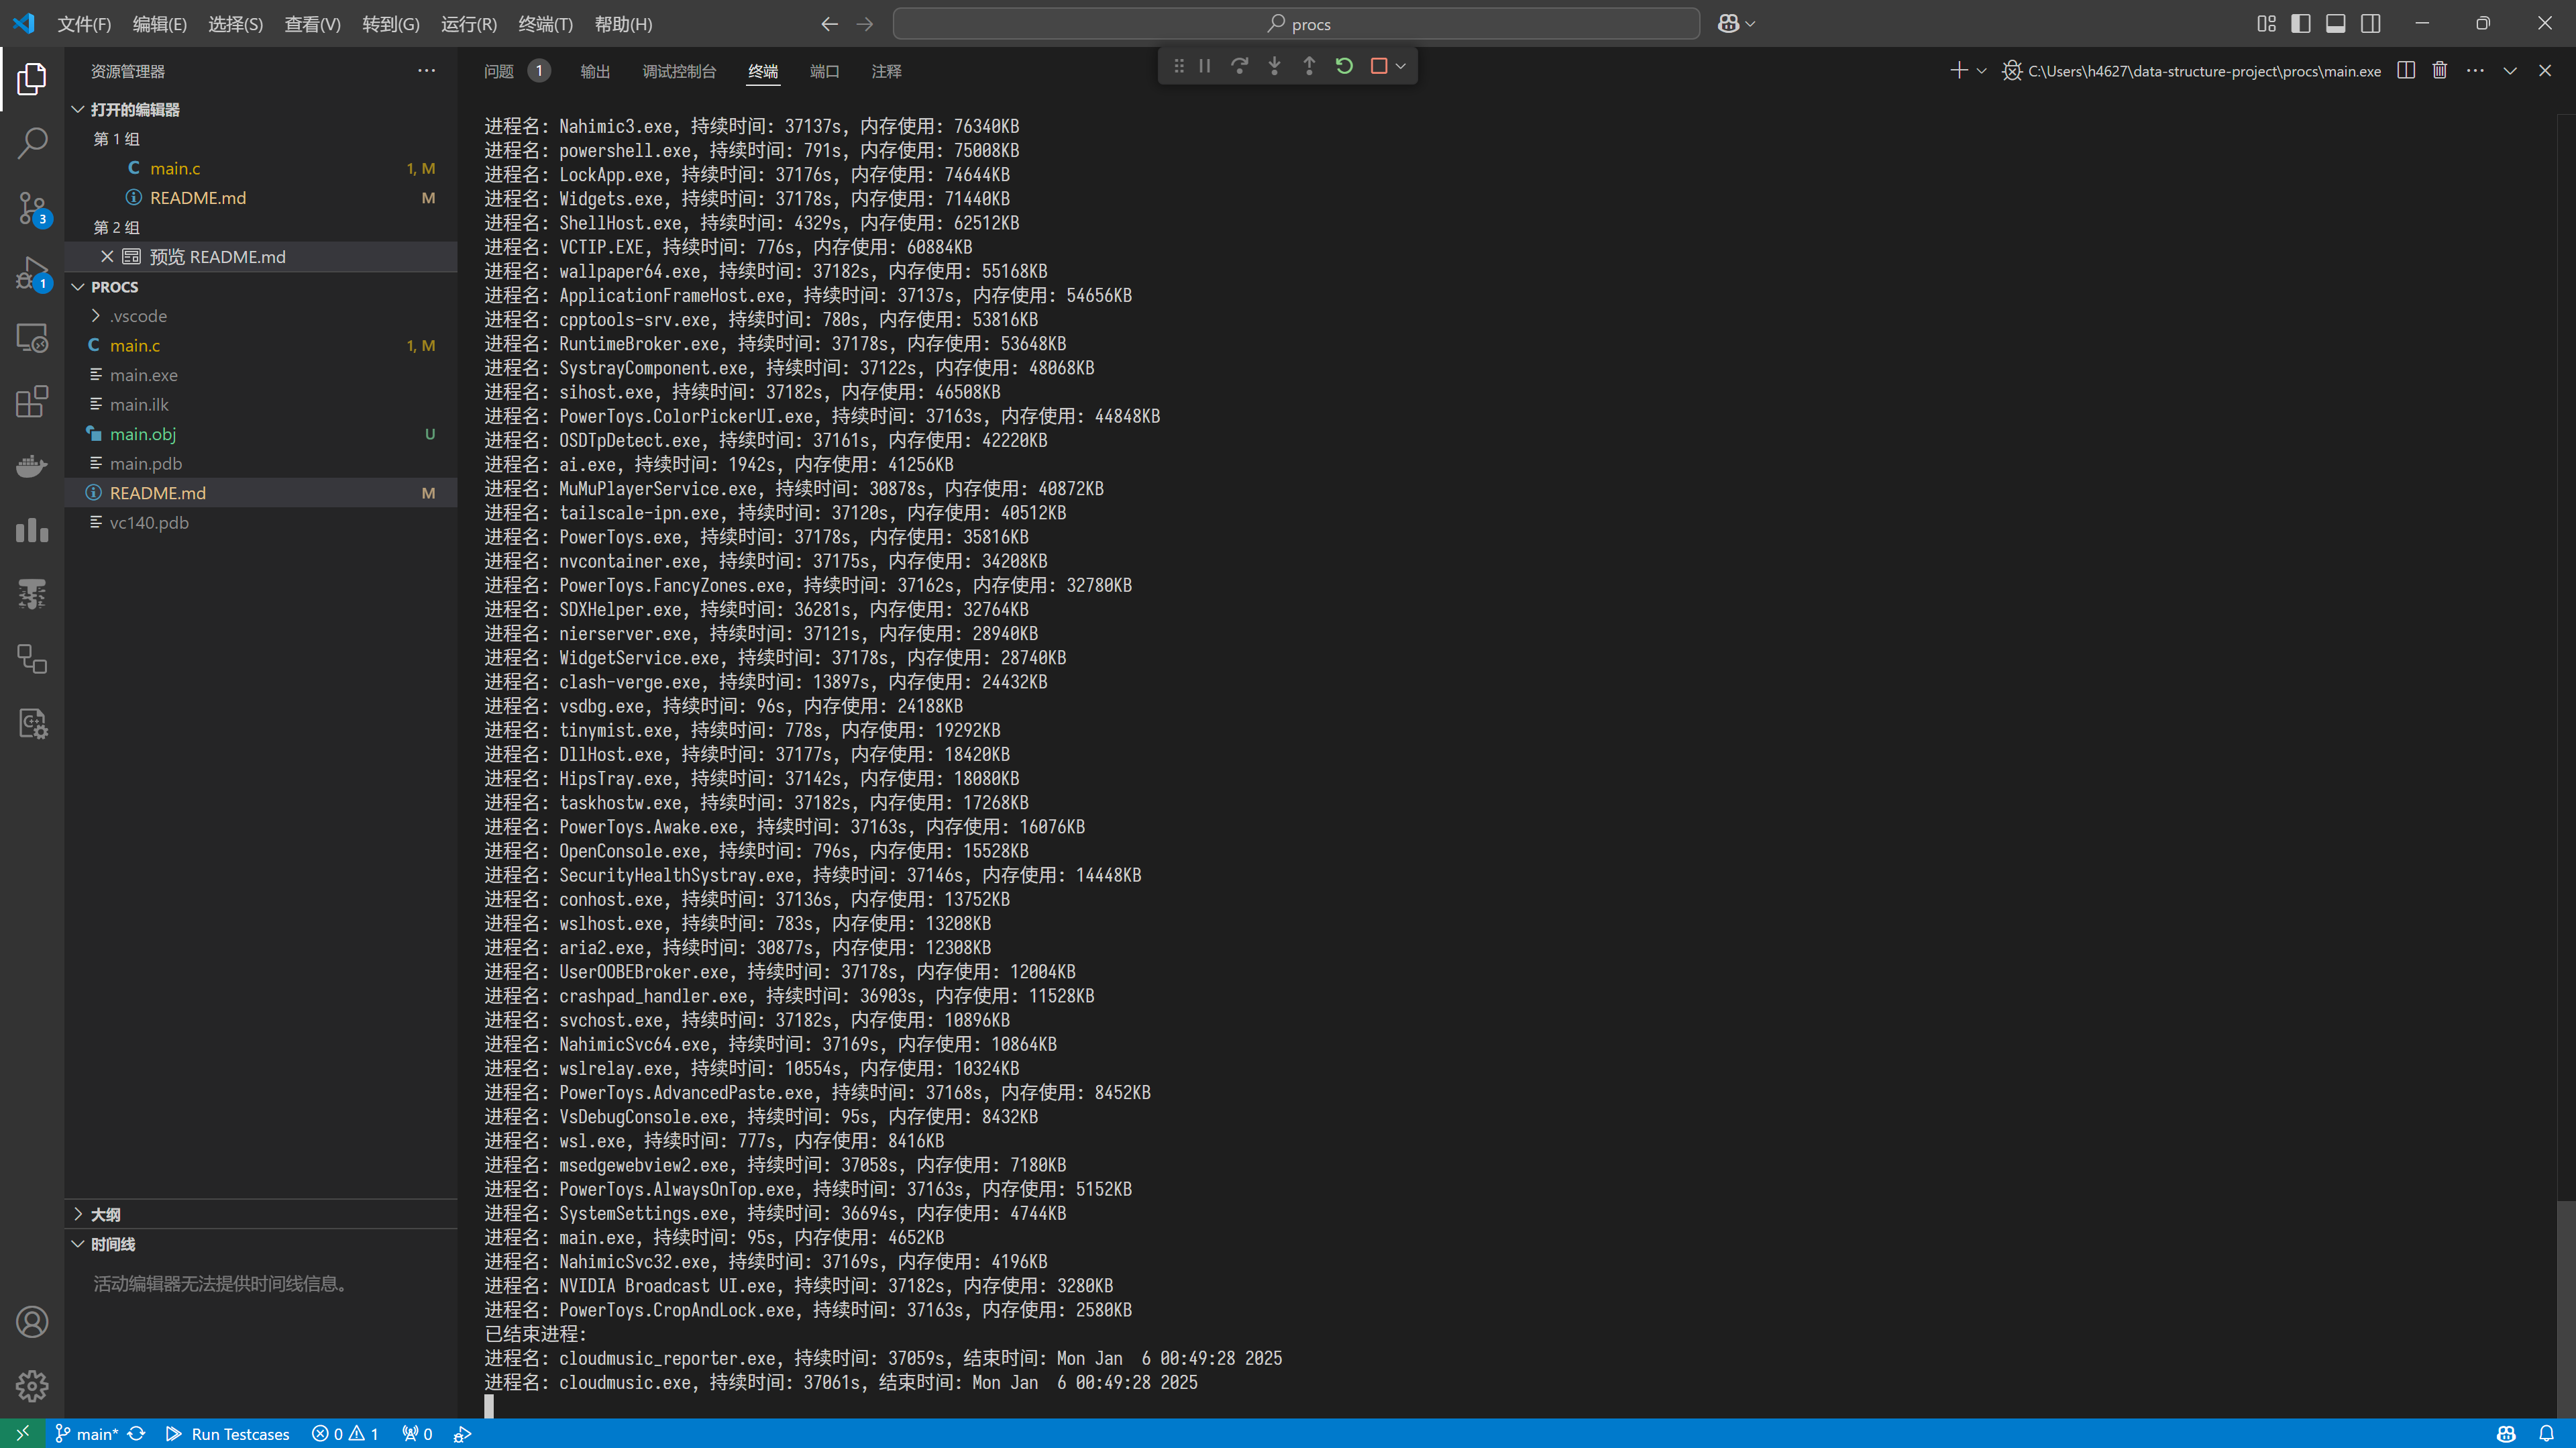 文件(F) 编辑(E) 选择(S) 查看(V) 转到(G) 运行(R) 终端(T) 帮助(H) procs
资源管理器
打开的编辑器
第 1 组
main.c 1, M
README.md M
第 2 组
预览 README.md
PROCS
.vscode
main.c 1, M
main.exe
main.ilk
main.obj U
main.pdb
README.md M
vc140.pdb
大纲
时间线
活动编辑器无法提供时间线信息。
3
1
问题 1 输出 调试控制台 终端 端口 注释 C:\Users\h4627\data-structure-project\procs\main.exe
进程名: Nahimic3.exe, 持续时间: 37137s, 内存使用: 76340KB
进程名: powershell.exe, 持续时间: 791s, 内存使用: 75008KB
进程名: LockApp.exe, 持续时间: 37176s, 内存使用: 74644KB
进程名: Widgets.exe, 持续时间: 37178s, 内存使用: 71440KB
进程名: ShellHost.exe, 持续时间: 4329s, 内存使用: 62512KB
进程名: VCTIP.EXE, 持续时间: 776s, 内存使用: 60884KB
进程名: wallpaper64.exe, 持续时间: 37182s, 内存使用: 55168KB
进程名: ApplicationFrameHost.exe, 持续时间: 37137s, 内存使用: 54656KB
进程名: cpptools-srv.exe, 持续时间: 780s, 内存使用: 53816KB
进程名: RuntimeBroker.exe, 持续时间: 37178s, 内存使用: 53648KB
进程名: SystrayComponent.exe, 持续时间: 37122s, 内存使用: 48068KB
进程名: sihost.exe, 持续时间: 37182s, 内存使用: 46508KB
进程名: PowerToys.ColorPickerUI.exe, 持续时间: 37163s, 内存使用: 44848KB
进程名: OSDTpDetect.exe, 持续时间: 37161s, 内存使用: 42220KB
进程名: ai.exe, 持续时间: 1942s, 内存使用: 41256KB
进程名: MuMuPlayerService.exe, 持续时间: 30878s, 内存使用: 40872KB
进程名: tailscale-ipn.exe, 持续时间: 37120s, 内存使用: 40512KB
进程名: PowerToys.exe, 持续时间: 37178s, 内存使用: 35816KB
进程名: nvcontainer.exe, 持续时间: 37175s, 内存使用: 34208KB
进程名: PowerToys.FancyZones.exe, 持续时间: 37162s, 内存使用: 32780KB
进程名: SDXHelper.exe, 持续时间: 36281s, 内存使用: 32764KB
进程名: nierserver.exe, 持续时间: 37121s, 内存使用: 28940KB
进程名: WidgetService.exe, 持续时间: 37178s, 内存使用: 28740KB
进程名: clash-verge.exe, 持续时间: 13897s, 内存使用: 24432KB
进程名: vsdbg.exe, 持续时间: 96s, 内存使用: 24188KB
进程名: tinymist.exe, 持续时间: 778s, 内存使用: 19292KB
进程名: DllHost.exe, 持续时间: 37177s, 内存使用: 18420KB
进程名: HipsTray.exe, 持续时间: 37142s, 内存使用: 18080KB
进程名: taskhostw.exe, 持续时间: 37182s, 内存使用: 17268KB
进程名: PowerToys.Awake.exe, 持续时间: 37163s, 内存使用: 16076KB
进程名: OpenConsole.exe, 持续时间: 796s, 内存使用: 15528KB
进程名: SecurityHealthSystray.exe, 持续时间: 37146s, 内存使用: 14448KB
进程名: conhost.exe, 持续时间: 37136s, 内存使用: 13752KB
进程名: wslhost.exe, 持续时间: 783s, 内存使用: 13208KB
进程名: aria2.exe, 持续时间: 30877s, 内存使用: 12308KB
进程名: UserOOBEBroker.exe, 持续时间: 37178s, 内存使用: 12004KB
进程名: crashpad_handler.exe, 持续时间: 36903s, 内存使用: 11528KB
进程名: svchost.exe, 持续时间: 37182s, 内存使用: 10896KB
进程名: NahimicSvc64.exe, 持续时间: 37169s, 内存使用: 10864KB
进程名: wslrelay.exe, 持续时间: 10554s, 内存使用: 10324KB
进程名: PowerToys.AdvancedPaste.exe, 持续时间: 37168s, 内存使用: 8452KB
进程名: VsDebugConsole.exe, 持续时间: 95s, 内存使用: 8432KB
进程名: wsl.exe, 持续时间: 777s, 内存使用: 8416KB
进程名: msedgewebview2.exe, 持续时间: 37058s, 内存使用: 7180KB
进程名: PowerToys.AlwaysOnTop.exe, 持续时间: 37163s, 内存使用: 5152KB
进程名: SystemSettings.exe, 持续时间: 36694s, 内存使用: 4744KB
进程名: main.exe, 持续时间: 95s, 内存使用: 4652KB
进程名: NahimicSvc32.exe, 持续时间: 37169s, 内存使用: 4196KB
进程名: NVIDIA Broadcast UI.exe, 持续时间: 37182s, 内存使用: 3280KB
进程名: PowerToys.CropAndLock.exe, 持续时间: 37163s, 内存使用: 2580KB
已结束进程:
进程名: cloudmusic_reporter.exe, 持续时间: 37059s, 结束时间: Mon Jan  6 00:49:28 2025
进程名: cloudmusic.exe, 持续时间: 37061s, 结束时间: Mon Jan  6 00:49:28 2025
main* Run Testcases 0 1 0